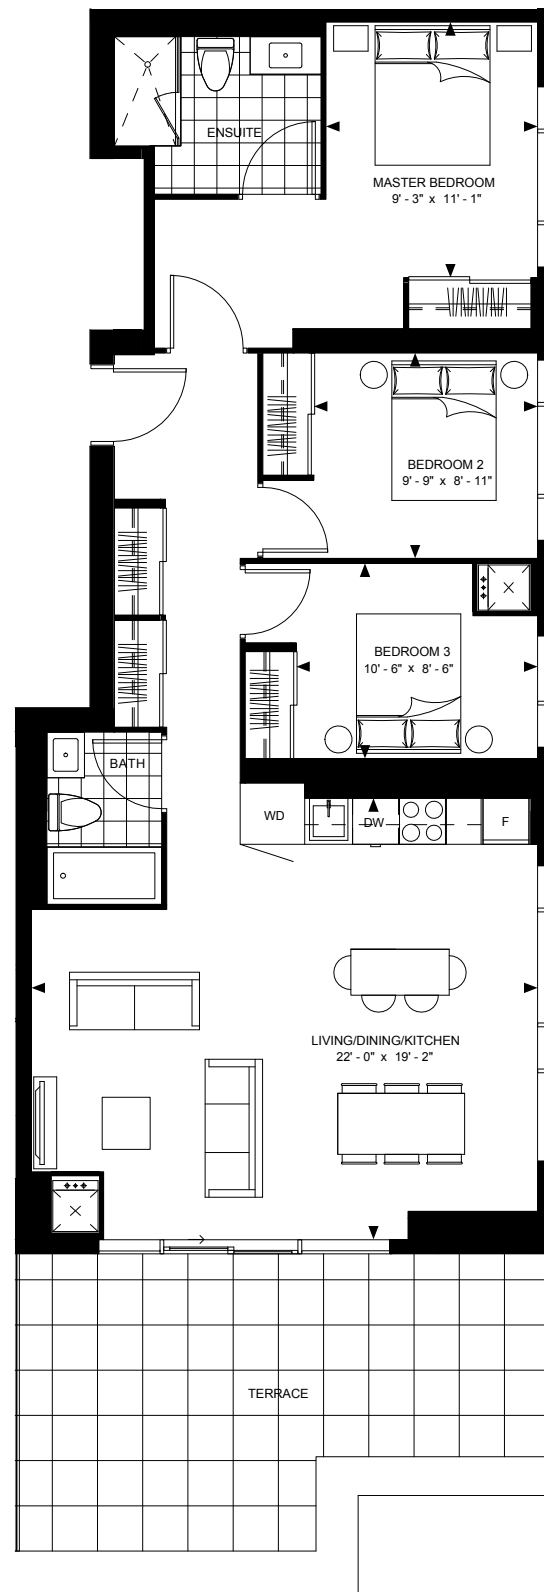 ENSUITE
MASTER BEDROOM
9' - 3" x 11' - 1"
BEDROOM 2
9' - 9" x 8' - 11"
BEDROOM 3
10' - 6" x 8' - 6"
BATH
WD
DW
F
LIVING/DINING/KITCHEN
22' - 0" x 19' - 2"
TERRACE